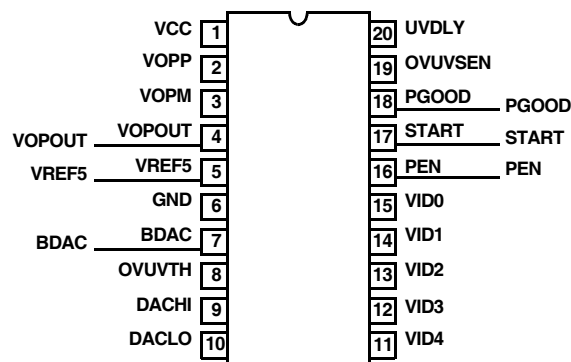 VCC 1 20 UVDLY
VOPP 2 19 OVUVSEN
VOPM 3 18 PGOOD PGOOD
VOPOUT VOPOUT 4 17 START START
VREF5 VREF5 5 16 PEN PEN
GND 6 15 VID0
BDAC BDAC 7 14 VID1
OVUVTH 8 13 VID2
DACHI 9 12 VID3
DACLO 10 11 VID4